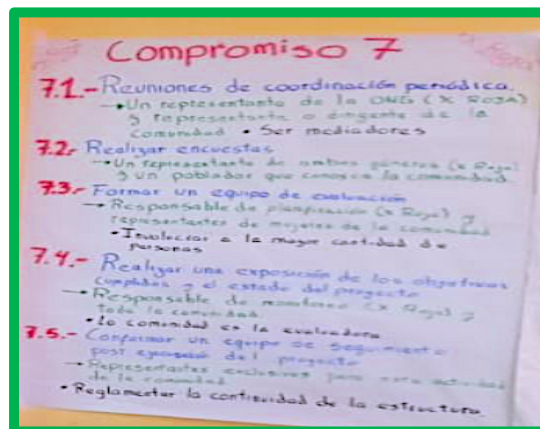 Compromiso 7
7.1.- Reuniones de coordinación periódica.
→ Un representante de la ONG (X ROJA)
y representante o dirigente de la
comunidad • Ser mediadores
7.2.- Realizar encuestas
→ Un representante de ambos géneros (X Roja)
y un poblador que conosca la comunidad
7.3.- Formar un equipo de evaluación
→ Responsable de planificación (X Roja) y
representantes de mujeres de la comunidad
• Involucrar a la mayor cantidad de
personas
7.4.- Realizar una exposición de los objetivos
cumplidos y el estado del proyecto
→ Responsable de monitoreo (X Roja) y
toda la comunidad.
• La comunidad es la evaluadora
7.5.- Conformar un equipo de seguimiento
post ejecución del proyecto
→ Representantes exclusivos para esta actividad
de la comunidad
• Reglamentar la continuidad de la estructura.